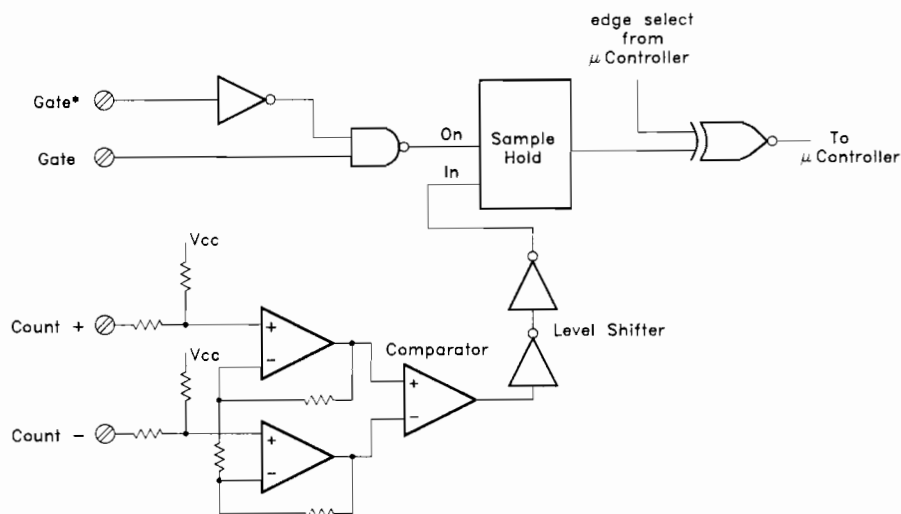 edge select
from
μ Controller
Gate*
Gate
On
In
Sample
Hold
To
μ Controller
Vcc
Count +
+
−
Vcc
Comparator
+
−
Level Shifter
Count −
+
−